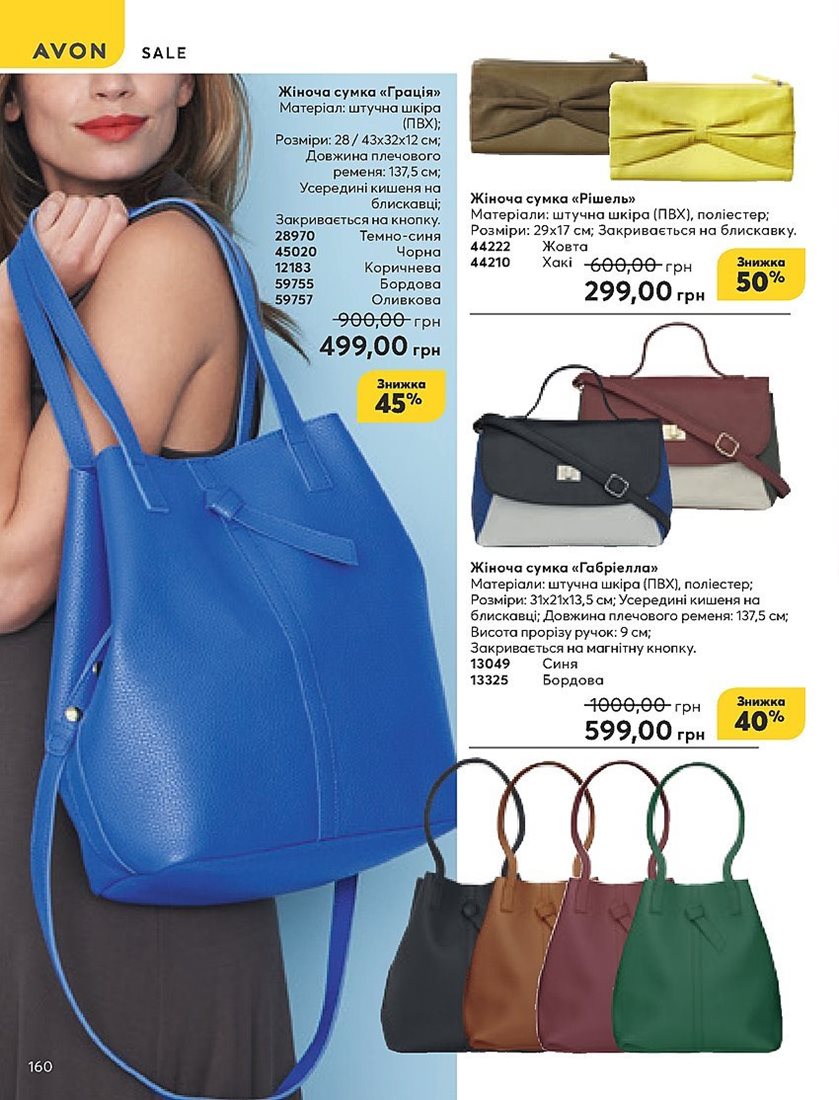 AVON SALE
Жіноча сумка «Грація»
Матеріал: штучна шкіра
(ПВХ);
Розміри: 28 / 43х32х12 см;
Довжина плечового
ременя: 137,5 см;
Усередині кишеня на
блискавці;
Закривається на кнопку.
28970 Темно-синя
45020 Чорна
12183 Коричнева
59755 Бордова
59757 Оливкова
900,00 грн
499,00 грн
Знижка
45%
Жіноча сумка «Рішель»
Матеріали: штучна шкіра (ПВХ), поліестер;
Розміри: 29х17 см; Закривається на блискавку.
44222 Жовта
44210 Хакі 600,00 грн
299,00 грн
Знижка
50%
Жіноча сумка «Габріелла»
Матеріали: штучна шкіра (ПВХ), поліестер;
Розміри: 31х21х13,5 см; Усередині кишеня на
блискавці; Довжина плечового ременя: 137,5 см;
Висота прорізу ручок: 9 см;
Закривається на магнітну кнопку.
13049 Синя
13325 Бордова
1000,00 грн
599,00 грн
Знижка
40%
160